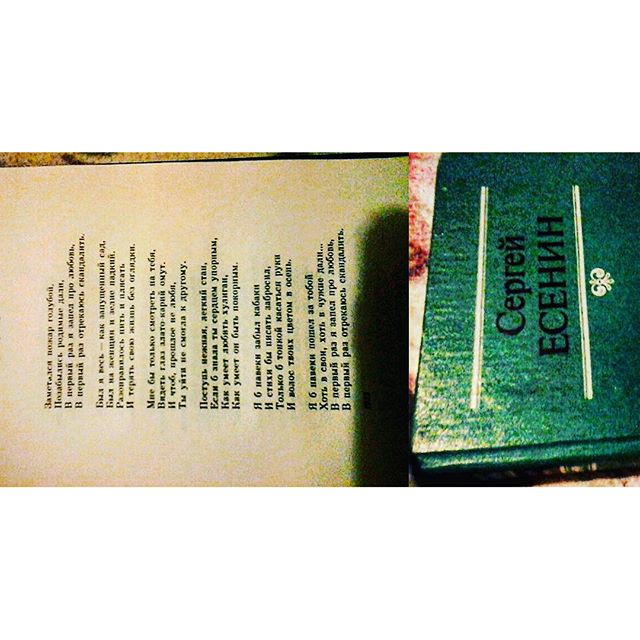 Заметался пожар голубой,
Позабылись родимые дали,
В первый раз я запел про любовь,
В первый раз отрекаюсь скандалить.
Был я весь — как запущенный сад,
Был на женщин и зелие падкий.
Разонравилось пить и плясать
И терять свою жизнь без оглядки.
Мне бы только смотреть на тебя,
Видеть глаз злато-карий омут,
И чтоб, прошлое не любя,
Ты уйти не смогла к другому.
Поступь нежная, легкий стан,
Если б знала ты сердцем упорным,
Как умеет любить хулиган,
Как умеет он быть покорным.
Я б навеки забыл кабаки
И стихи бы писать забросил,
Только б тонкой касаться руки
И волос твоих цветом в осень.
Я б навеки пошел за тобой
Хоть в свои, хоть в чужие дали...
В первый раз я запел про любовь,
В первый раз отрекаюсь скандалить.
Сергей
ЕСЕНИН